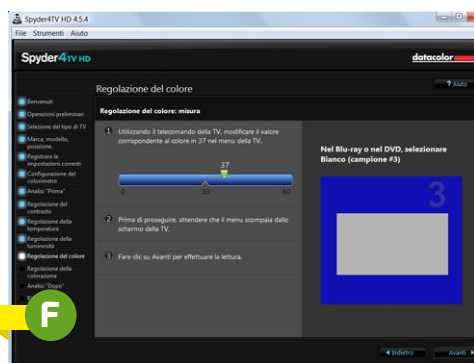 Spyder4TV HD 4.5.4
File Strumenti Aiuto
Spyder4TV HD
datacolor
? Aiuto
Regolazione del colore
Benvenuti
Operazioni preliminari
Selezione del tipo di TV
Marca, modello,
posizione.
Registrare le
impostazioni correnti
Configurazione del
colorimetro
Analisi "Prima"
Regolazione del
contrasto
Regolazione della
temperatura
Regolazione della
luminosità
Regolazione del colore
Regolazione della
colorazione
Analisi "Dopo"
Regolazione del colore: misura
1 Utilizzando il telecomando della TV, modificare il valore
corrispondente al colore in 37 nel menu della TV.
37
0 30 60
2 Prima di proseguire, attendere che il menu scompaia dallo
schermo della TV.
3 Fare clic su Avanti per effettuare la lettura.
Nel Blu-ray o nel DVD, selezionare
Bianco (campione #3)
3
F
Indietro
Avanti